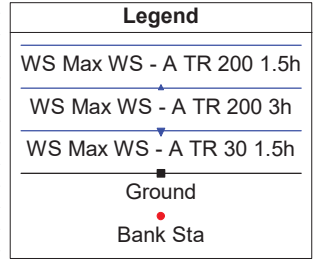 Legend
WS Max WS - A TR 200 1.5h
WS Max WS - A TR 200 3h
WS Max WS - A TR 30 1.5h
Ground
Bank Sta